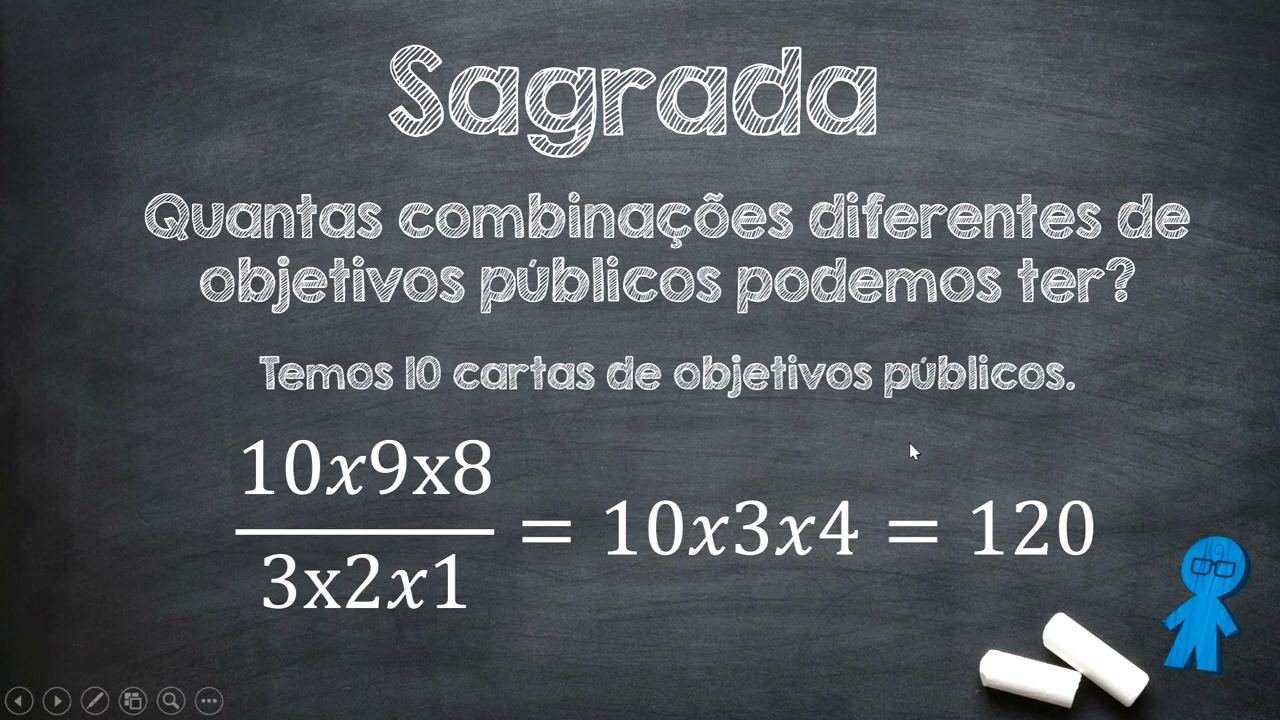 Sagrada
Quantas combinações diferentes de
objetivos públicos podemos ter?
Temos 10 cartas de objetivos públicos.
10x9x8
3x2x1
= 10x3x4 = 120